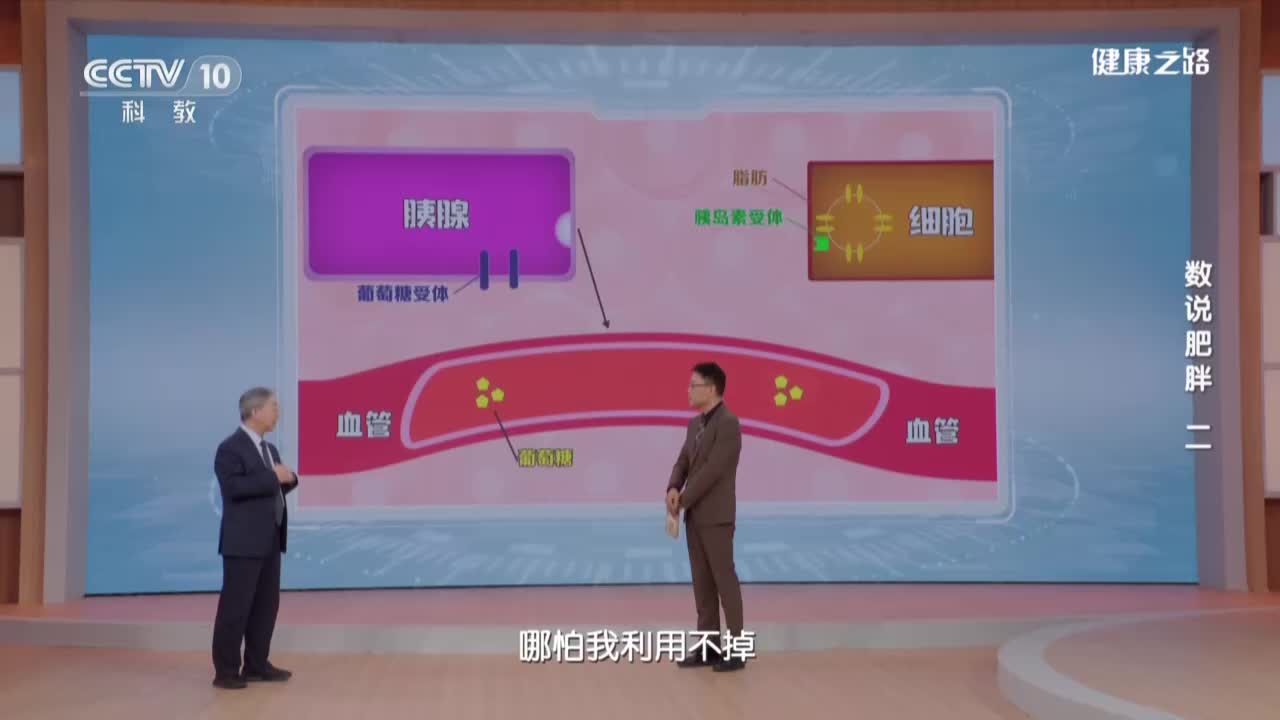 CCTV 10
科教
健康之路
胰腺
脂肪
胰岛素受体
细胞
葡萄糖受体
血管
葡萄糖
血管
数说肥胖 二
哪怕我利用不掉